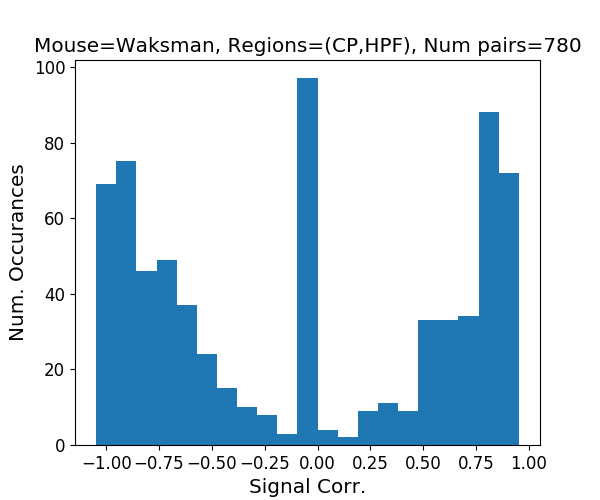 Mouse=Waksman, Regions=(CP,HPF), Num pairs=780
100
80
60
40
20
0
Num. Occurances
−1.00 −0.75 −0.50 −0.25 0.00 0.25 0.50 0.75 1.00
Signal Corr.